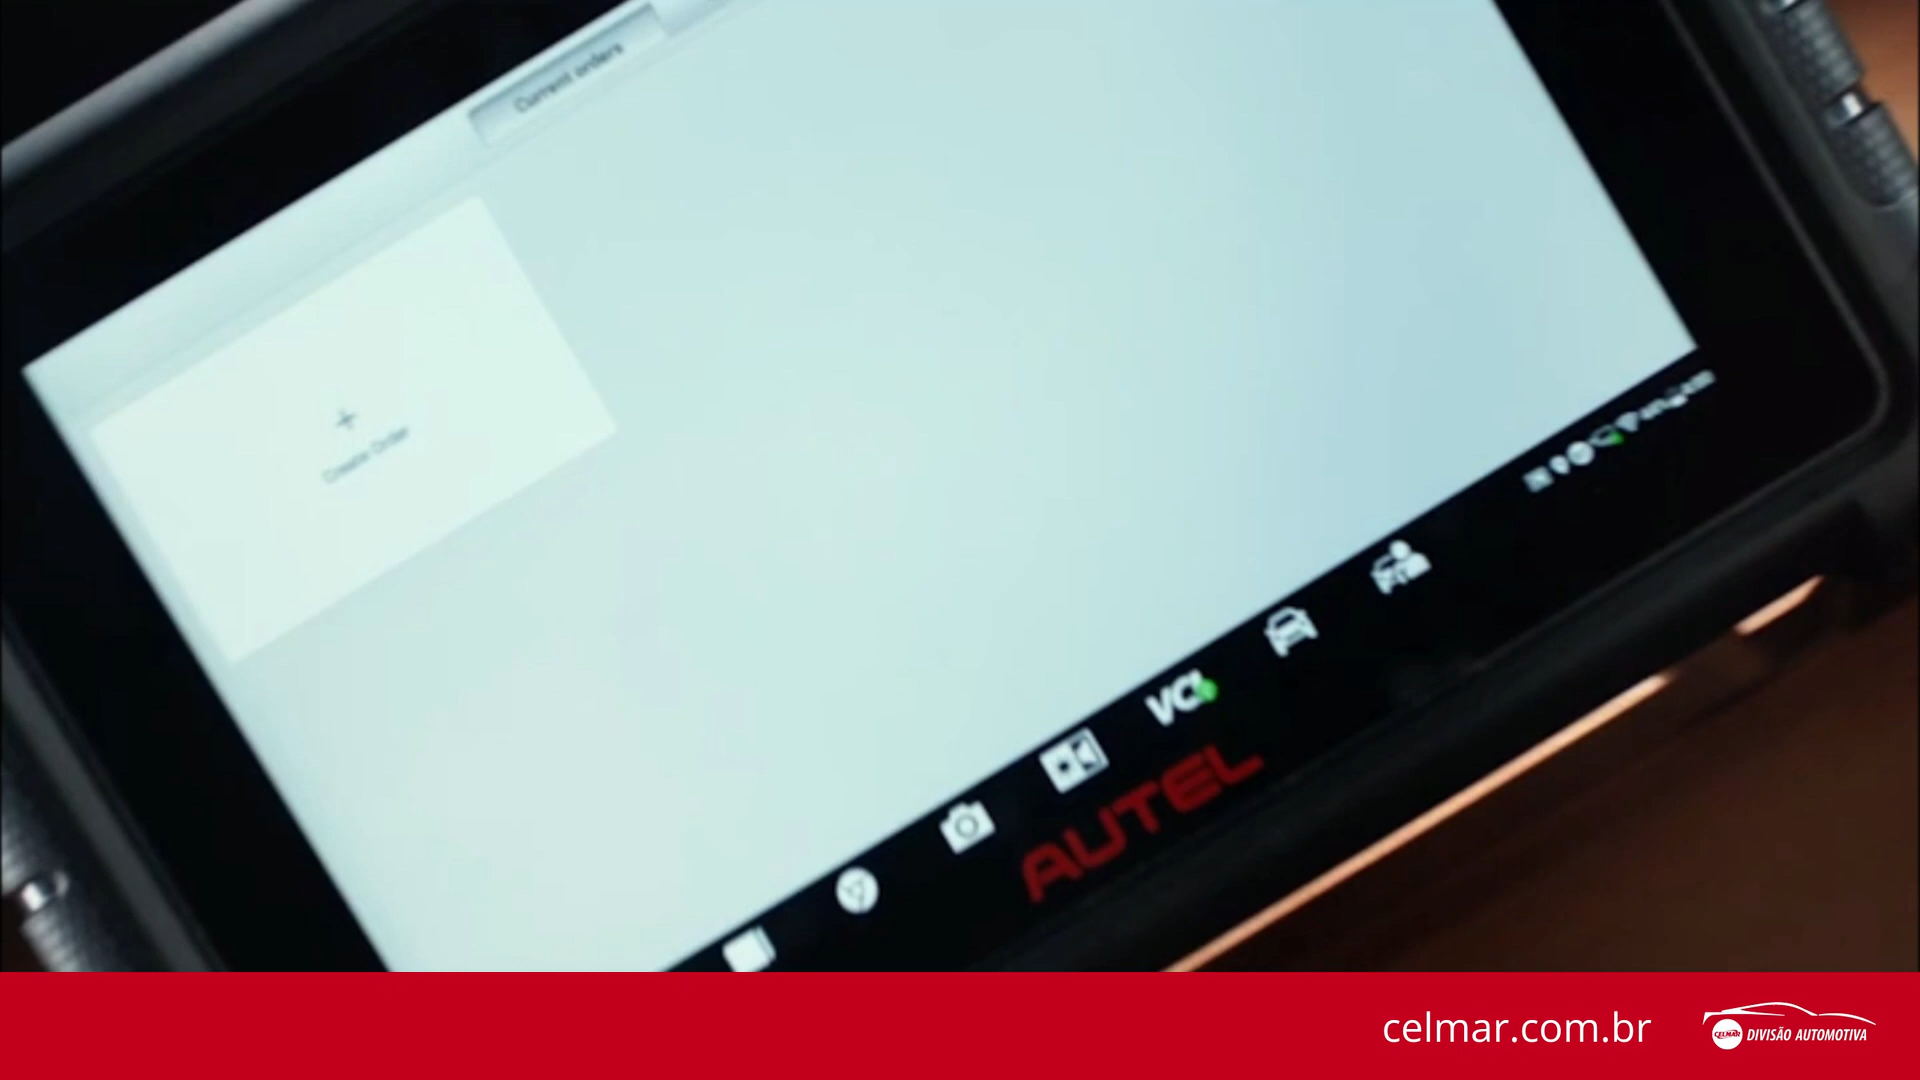 Current orders
Create Order
VCI
AUTEL
celmar.com.br
CELMAR
DIVISÃO AUTOMOTIVA